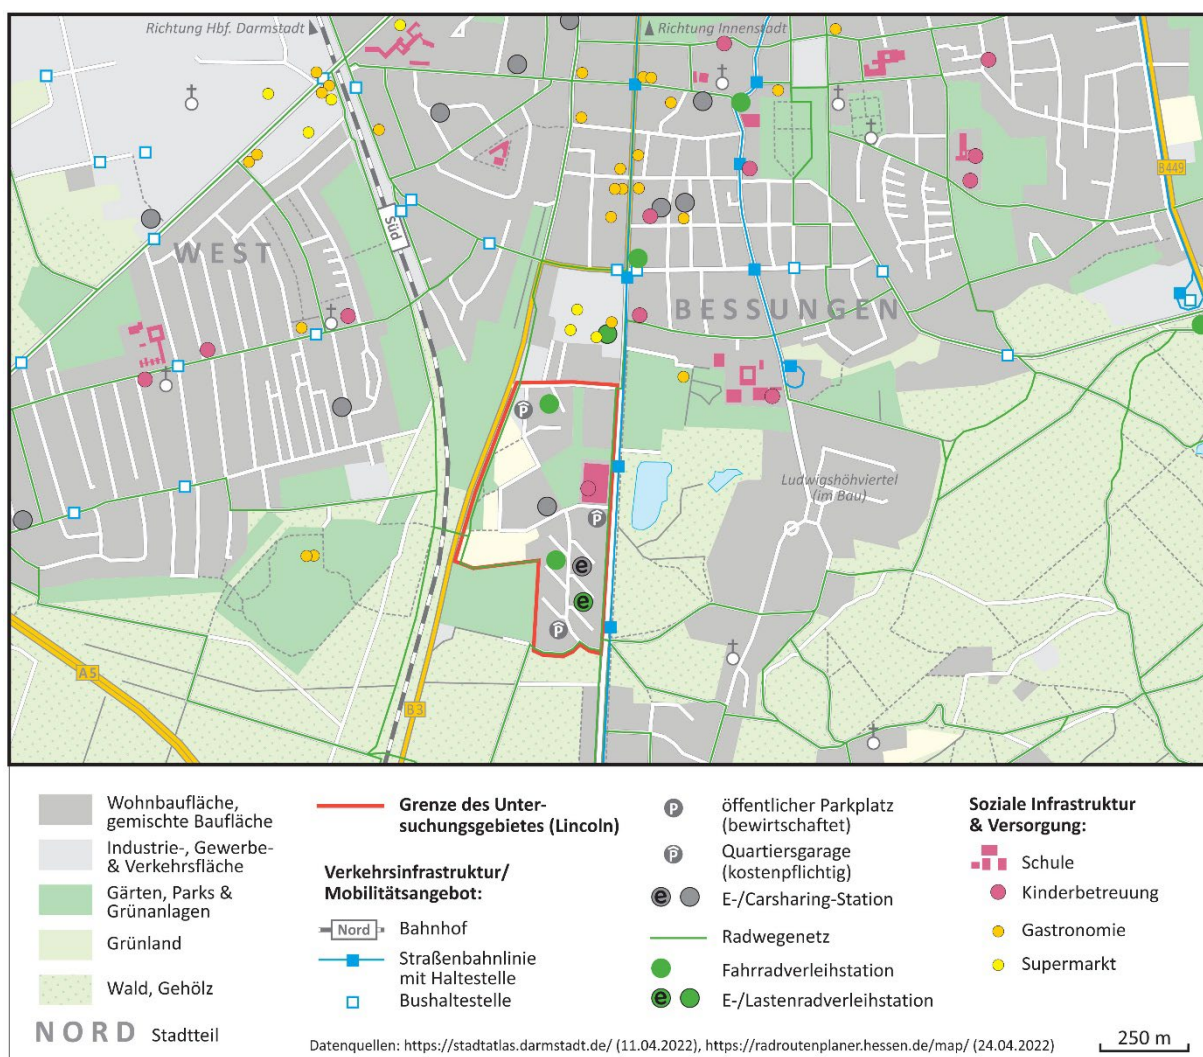 Richtung Hbf. Darmstadt
Richtung Innenstadt
B449
Süd
WEST
BESSUNGEN
Ludwigshöhviertel
(im Bau)
P
P
P
e
e
A5
B3
Wohnbaufläche,
gemischte Baufläche
Industrie-, Gewerbe-
& Verkehrsfläche
Gärten, Parks &
Grünanlagen
Grünland
Wald, Gehölz
NORD Stadtteil
Grenze des Unter-
suchungsgebietes (Lincoln)
Verkehrsinfrastruktur/
Mobilitätsangebot:
Nord Bahnhof
Straßenbahnlinie
mit Haltestelle
Bushaltestelle
P öffentlicher Parkplatz
(bewirtschaftet)
P Quartiersgarage
(kostenpflichtig)
e E-/Carsharing-Station
Radwegenetz
Fahrradverleihstation
e E-/Lastenradverleihstation
Soziale Infrastruktur
& Versorgung:
Schule
Kinderbetreuung
Gastronomie
Supermarkt
Datenquellen: https://stadtatlas.darmstadt.de/ (11.04.2022), https://radroutenplaner.hessen.de/map/ (24.04.2022)
250 m